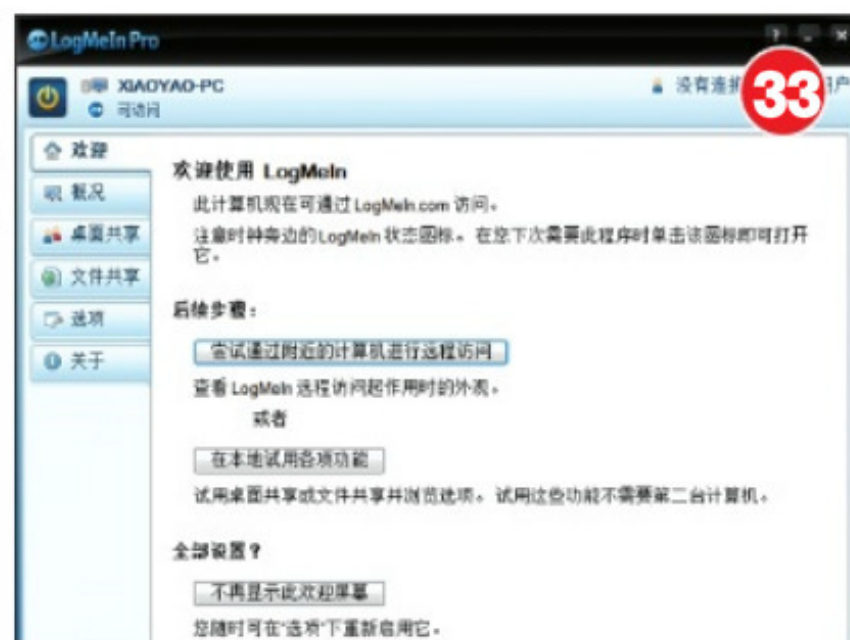 LogMeIn Pro
XIAOYAO-PC
可访问
没有连接
33
户
欢迎
概况
桌面共享
文件共享
选项
关于
欢迎使用 LogMeIn
此计算机现在可通过 LogMeIn.com 访问。
注意时钟旁边的 LogMeIn 状态图标。在您下次需要此程序时单击该图标即可打开
它。
后续步骤:
尝试通过附近的计算机进行远程访问
查看 LogMeIn 远程访问起作用时的外观。
或者
在本地试用各项功能
试用桌面共享或文件共享并浏览选项。试用这些功能不需要第二台计算机。
全部设置?
不再显示此欢迎屏幕
您随时可在"选项"下重新启用它。